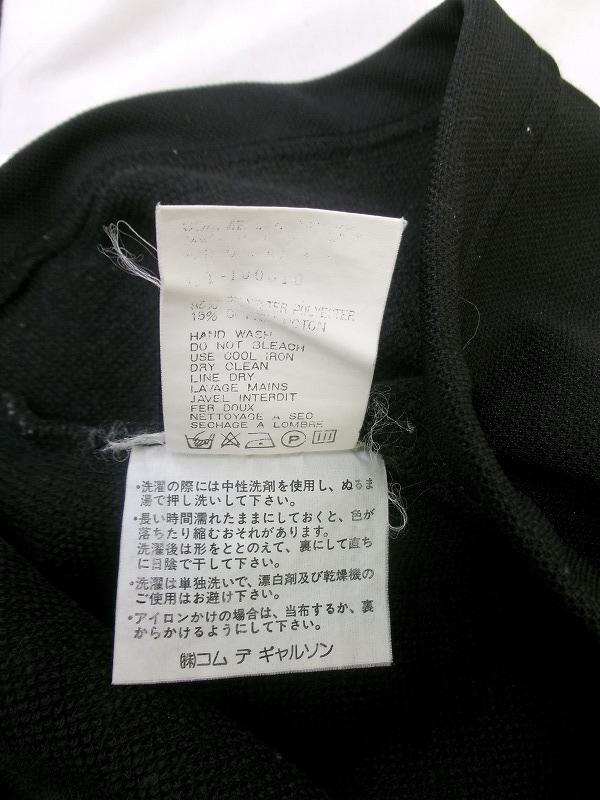 15%
HAND WASH
DO NOT BLEACH
USE COOL IRON
DRY CLEAN
LINE DRY
LAVAGE MAINS
JAVEL INTERDIT
FER DOUX
NETTOYAGE A SEC
SECHAGE A LOMBRE
・洗濯の際には中性洗剤を使用し、ぬるま
湯で押し洗いして下さい。
・長い時間濡れたままにしておくと、色が
落ちたり縮むおそれがあります。
洗濯後は形をととのえて、裏にして直ち
に日陰で干して下さい。
・洗濯は単独洗いで、漂白剤及び乾燥機の
ご使用はお避け下さい。
・アイロンかけの場合は、当布するか、裏
からかけるようにして下さい。
㈱コム デ ギャルソン